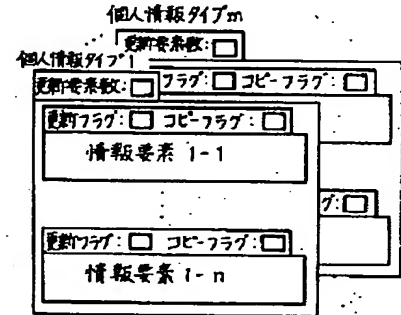 個人情報タイプm
更新要素数:
個人情報タイプ1
更新要素数:
フラグ: コピーフラグ:
更新フラグ: コピーフラグ:
情報要素 1-1
グ:
更新フラグ: コピーフラグ:
情報要素 1-n